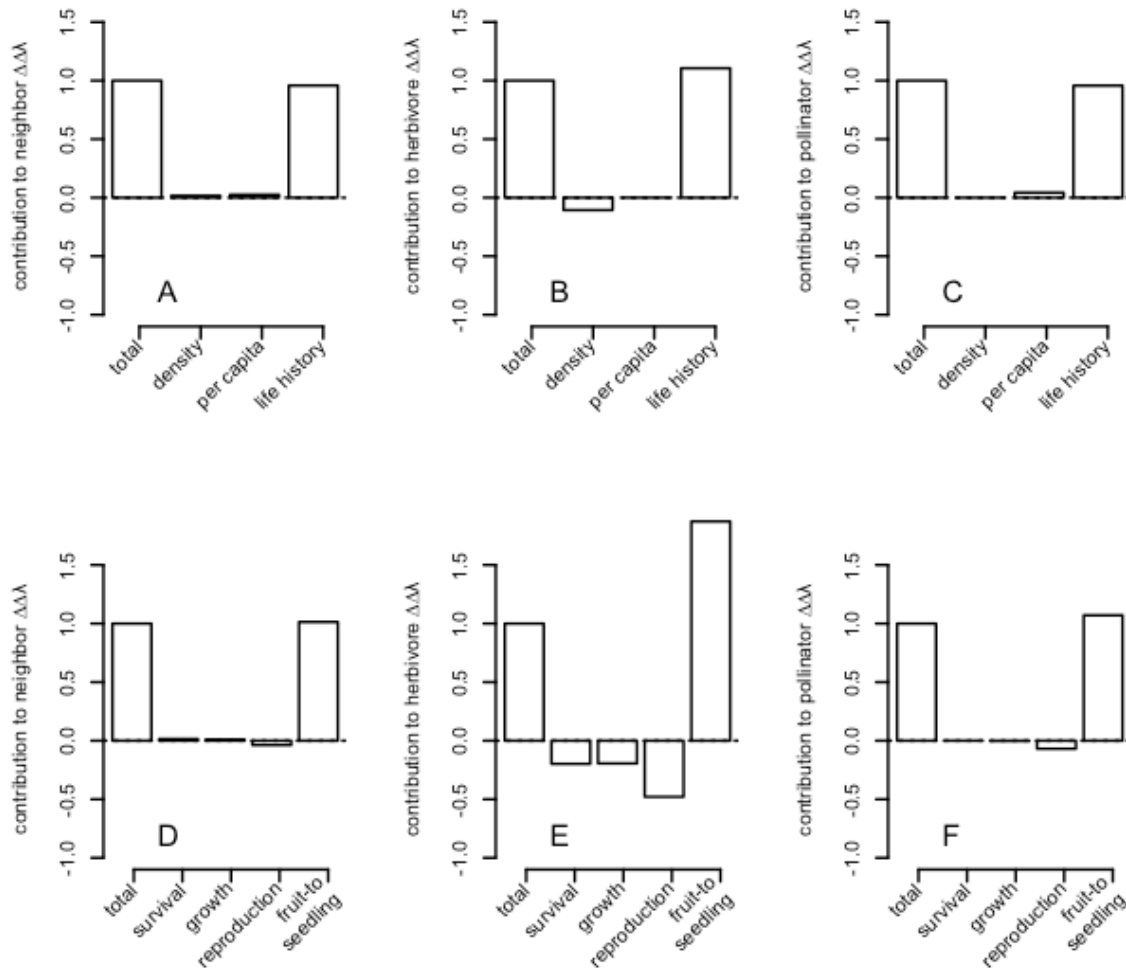 contribution to neighbor ΔΔλ
1.5
1.0
0.5
0.0
-0.5
-1.0
A
total
density
per capita
life history
contribution to herbivore ΔΔλ
1.5
1.0
0.5
0.0
-0.5
-1.0
B
total
density
per capita
life history
contribution to pollinator ΔΔλ
1.5
1.0
0.5
0.0
-0.5
-1.0
C
total
density
per capita
life history
contribution to neighbor ΔΔλ
1.5
1.0
0.5
0.0
-0.5
-1.0
D
total
survival
growth
reproduction
fruit-to
seedling
contribution to herbivore ΔΔλ
1.5
1.0
0.5
0.0
-0.5
-1.0
E
total
survival
growth
reproduction
fruit-to
seedling
contribution to pollinator ΔΔλ
1.5
1.0
0.5
0.0
-0.5
-1.0
F
total
survival
growth
reproduction
fruit-to
seedling